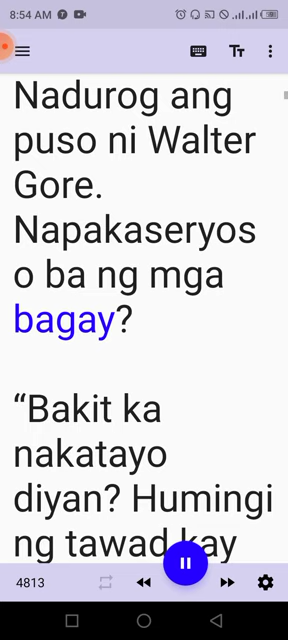 8:54 AM
Nadurog ang
puso ni Walter
Gore.
Napakaseryos
o ba ng mga
bagay?
“Bakit ka
nakatayo
diyan? Humingi
ng tawad kay
4813